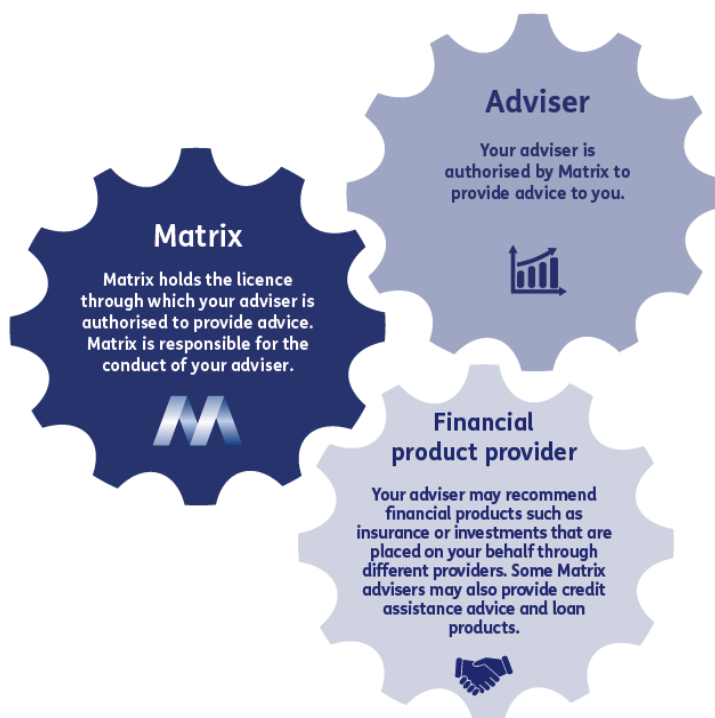 Adviser
Your adviser is
authorised by Matrix to
provide advice to you.
Matrix
Matrix holds the licence
through which your adviser is
authorised to provide advice.
Matrix is responsible for the
conduct of your adviser.
Financial
product provider
Your adviser may recommend
financial products such as
insurance or investments that are
placed on your behalf through
different providers. Some Matrix
advisers may also provide credit
assistance advice and loan
products.